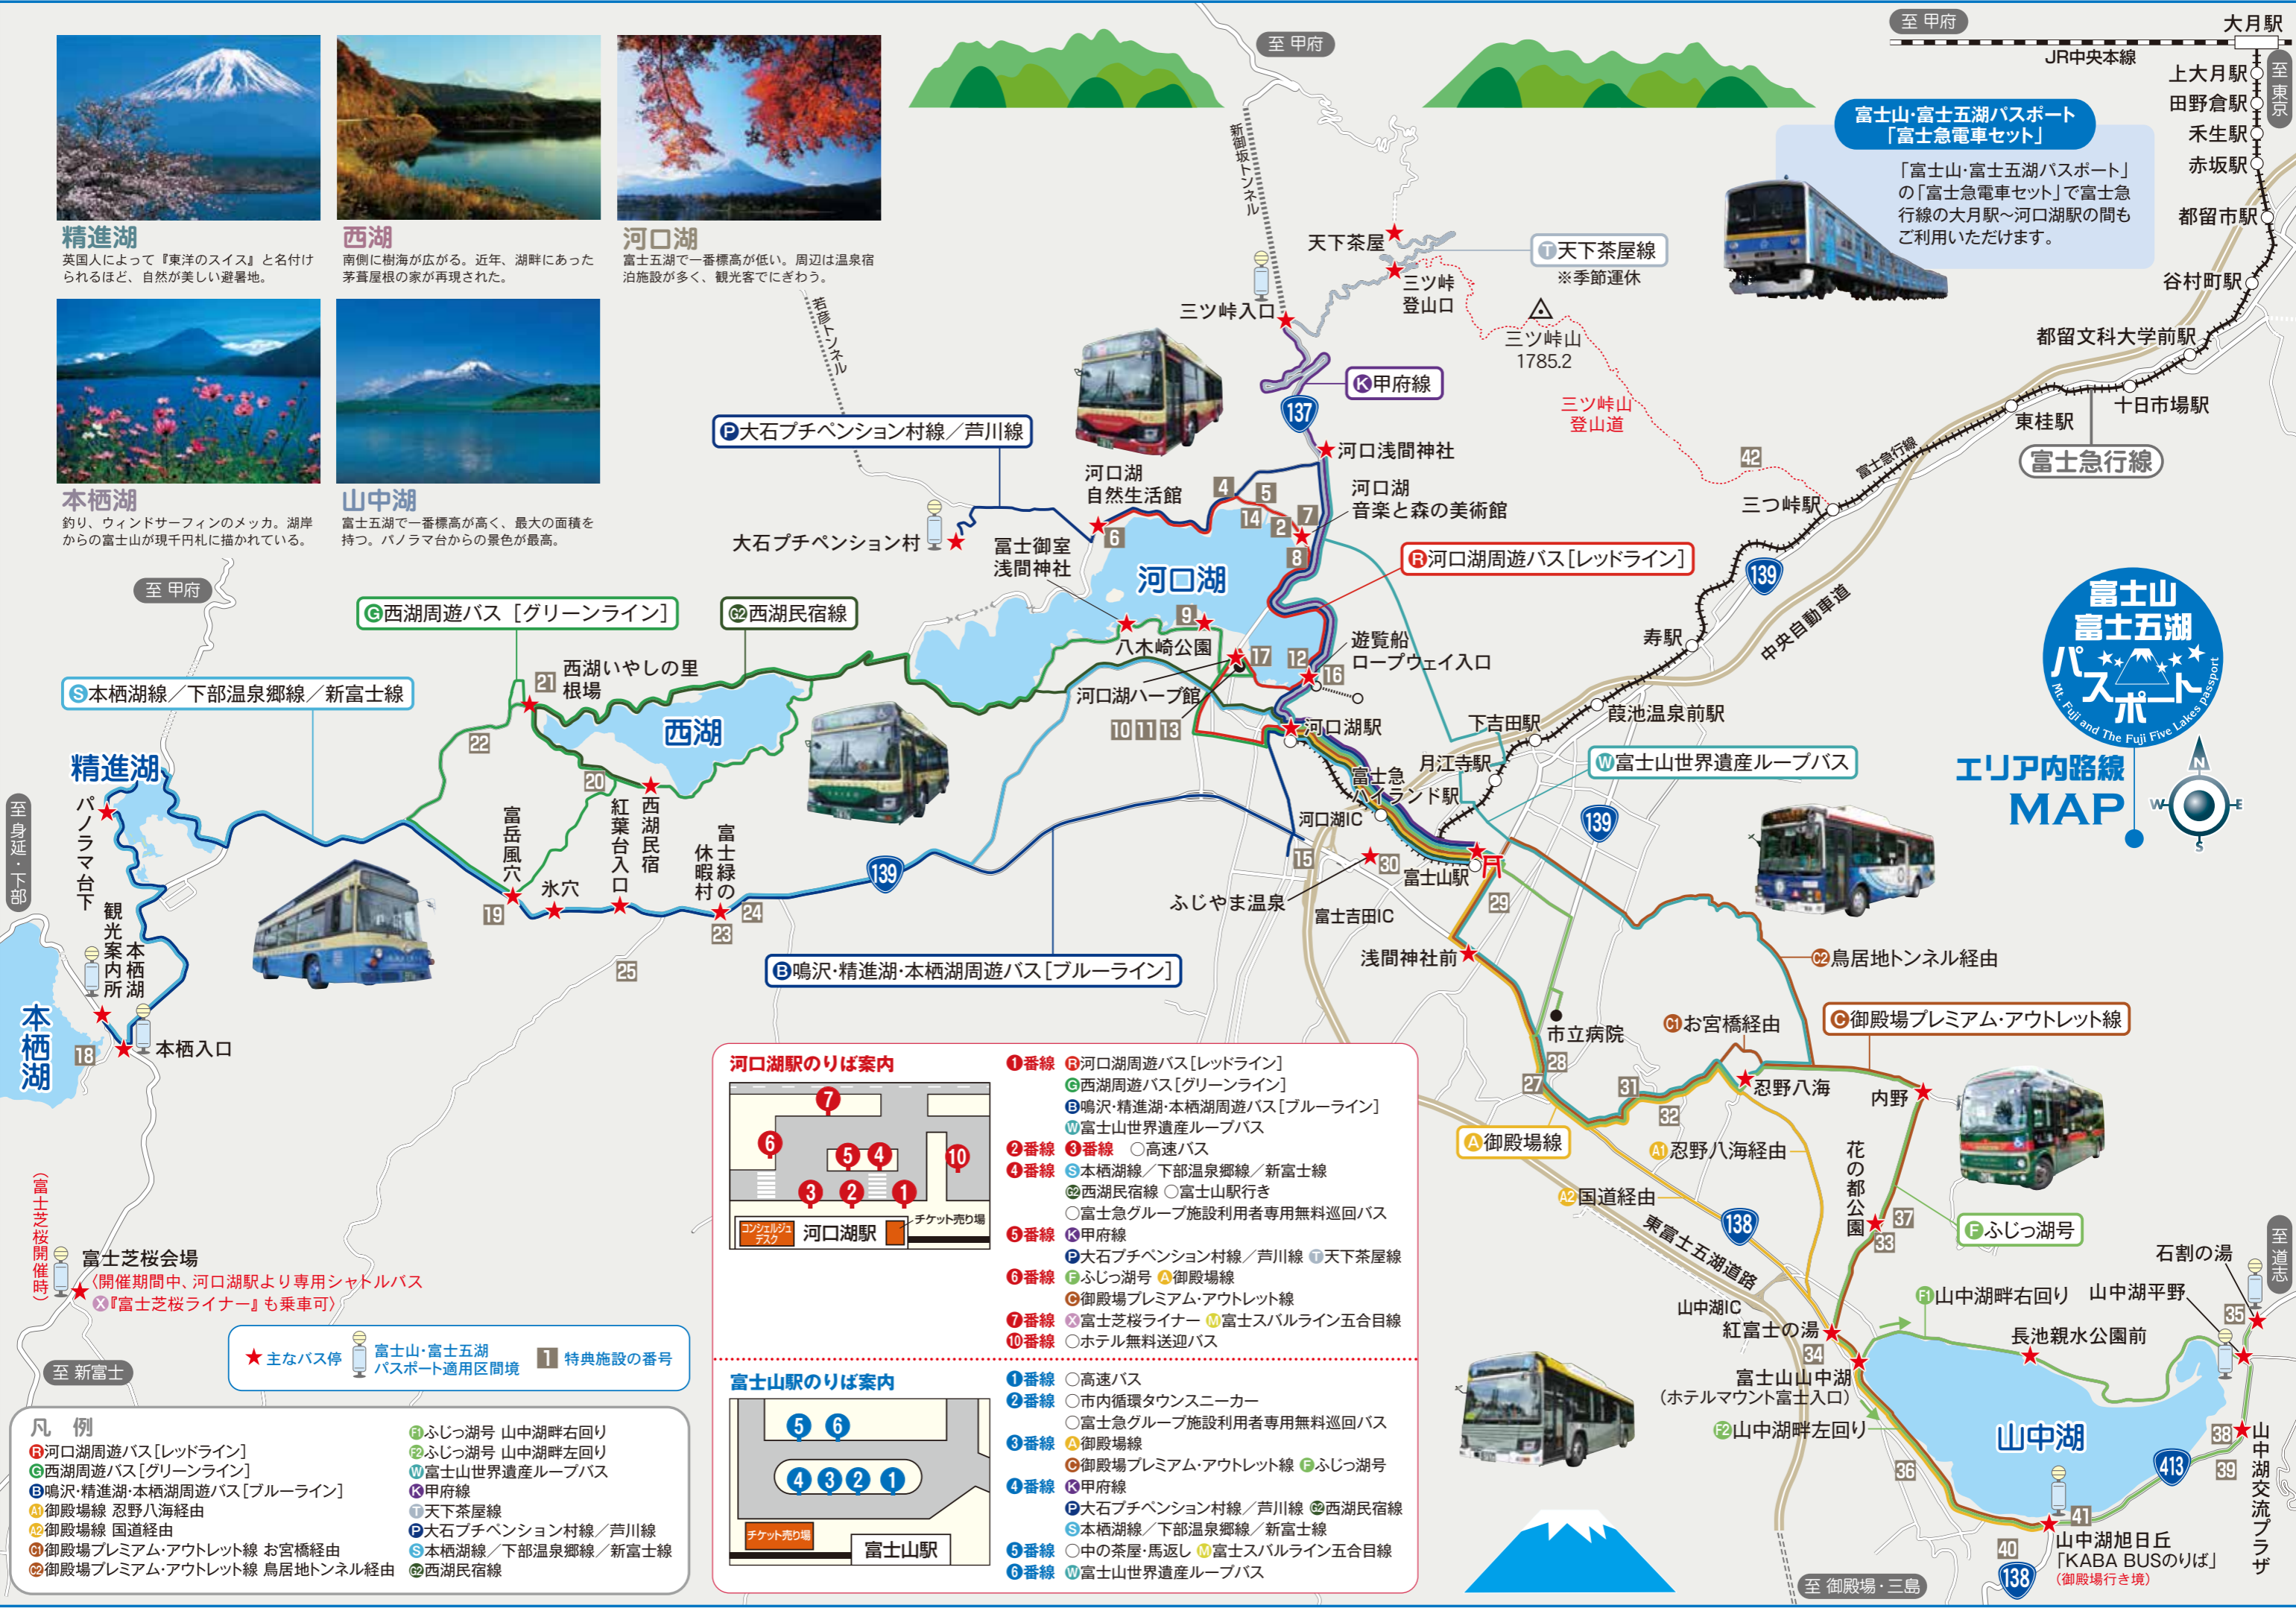 精進湖
英国人によって『東洋のスイス』と名付け
られるほど、自然が美しい避暑地。
西湖
南側に樹海が広がる。近年、湖畔にあった
茅葺屋根の家が再現された。
河口湖
富士五湖で一番標高が低い。周辺は温泉宿
泊施設が多く、観光客でにぎわう。
本栖湖
釣り、ウィンドサーフィンのメッカ。湖岸
からの富士山が現千円札に描かれている。
山中湖
富士五湖で一番標高が高く、最大の面積を
持つ。パノラマ台からの景色が最高。
至 甲府
新御坂トンネル
若彦トンネル
天下茶屋
三ツ峠
登山口
T天下茶屋線
※季節運休
三ツ峠入口
三ツ峠山
1785.2
三ツ峠山
登山道
42
K甲府線
137
至 甲府
JR中央本線
大月駅
至 東京
上大月駅
田野倉駅
禾生駅
赤坂駅
都留市駅
谷村町駅
都留文科大学前駅
十日市場駅
東桂駅
富士急行線
富士急行線
三つ峠駅
富士山・富士五湖パスポート
「富士急電車セット」
「富士山・富士五湖パスポート」
の「富士急電車セット」で富士急
行線の大月駅〜河口湖駅の間も
ご利用いただけます。
P大石プチペンション村線／芦川線
大石プチペンション村
河口湖
自然生活館
6
4
5
14
2
7
8
河口浅間神社
河口湖
音楽と森の美術館
R河口湖周遊バス［レッドライン］
冨士御室
浅間神社
河口湖
9
八木崎公園
17
12
16
遊覧船
ロープウェイ入口
河口湖ハーブ館
10 11 13
河口湖駅
139
中央自動車道
寿駅
葭池温泉前駅
下吉田駅
月江寺駅
W富士山世界遺産ループバス
富士急
ハイランド駅
河口湖IC
139
富士山駅
15
30
ふじやま温泉
富士吉田IC
29
浅間神社前
富士山
富士五湖
パスポート
Mt. Fuji and The Fuji Five Lakes passport
エリア内路線
MAP
N
W
E
S
至 甲府
G西湖周遊バス［グリーンライン］
G2西湖民宿線
S本栖湖線／下部温泉郷線／新富士線
21
西湖いやしの里
根場
西湖
22
20
精進湖
パノラマ台下
至 身延・下部
富岳風穴
19
氷穴
紅葉台入口
西湖民宿
富士緑の
休暇村
23
24
25
139
B鳴沢・精進湖・本栖湖周遊バス［ブルーライン］
本栖湖
観光案内所
本栖湖
18
本栖入口
(富士芝桜開催時)
富士芝桜会場
〈開催期間中、河口湖駅より専用シャトルバス
X『富士芝桜ライナー』も乗車可〉
至 新富士
C2鳥居地トンネル経由
C御殿場プレミアム・アウトレット線
C1お宮橋経由
市立病院
28
27
31
32
忍野八海
内野
A御殿場線
A1忍野八海経由
A2国道経由
花の都公園
37
33
Fふじっ湖号
138
東富士五湖道路
山中湖IC
紅富士の湯
34
富士山山中湖
(ホテルマウント富士入口)
F1山中湖畔右回り
F2山中湖畔左回り
長池親水公園前
山中湖平野
石割の湯
至 道志
35
38
39
山中湖交流プラザ
413
山中湖
36
41
40
138
山中湖旭日丘
「KABA BUSのりば」
(御殿場行き境)
至 御殿場・三島
河口湖駅のりば案内
7
6
5
4
10
3
2
1
コンシェルジュ
デスク
河口湖駅
チケット売り場
1番線 R河口湖周遊バス［レッドライン］
G西湖周遊バス［グリーンライン］
B鳴沢・精進湖・本栖湖周遊バス［ブルーライン］
W富士山世界遺産ループバス
2番線 3番線 ○高速バス
4番線 S本栖湖線／下部温泉郷線／新富士線
G2西湖民宿線 ○富士山駅行き
○富士急グループ施設利用者専用無料巡回バス
5番線 K甲府線
P大石プチペンション村線／芦川線 T天下茶屋線
6番線 Fふじっ湖号 A御殿場線
C御殿場プレミアム・アウトレット線
7番線 X富士芝桜ライナー M富士スバルライン五合目線
10番線 ○ホテル無料送迎バス
富士山駅のりば案内
5 6
4 3 2 1
チケット売り場
富士山駅
1番線 ○高速バス
2番線 ○市内循環タウンスニーカー
○富士急グループ施設利用者専用無料巡回バス
3番線 A御殿場線
C御殿場プレミアム・アウトレット線 Fふじっ湖号
4番線 K甲府線
P大石プチペンション村線／芦川線 G2西湖民宿線
S本栖湖線／下部温泉郷線／新富士線
5番線 ○中の茶屋・馬返し M富士スバルライン五合目線
6番線 W富士山世界遺産ループバス
★主なバス停
富士山・富士五湖
パスポート適用区間境
1 特典施設の番号
凡 例
R河口湖周遊バス［レッドライン］
G西湖周遊バス［グリーンライン］
B鳴沢・精進湖・本栖湖周遊バス［ブルーライン］
A1御殿場線 忍野八海経由
A2御殿場線 国道経由
C1御殿場プレミアム・アウトレット線 お宮橋経由
C2御殿場プレミアム・アウトレット線 鳥居地トンネル経由
F1ふじっ湖号 山中湖畔右回り
F2ふじっ湖号 山中湖畔左回り
W富士山世界遺産ループバス
K甲府線
T天下茶屋線
P大石プチペンション村線／芦川線
S本栖湖線／下部温泉郷線／新富士線
G2西湖民宿線